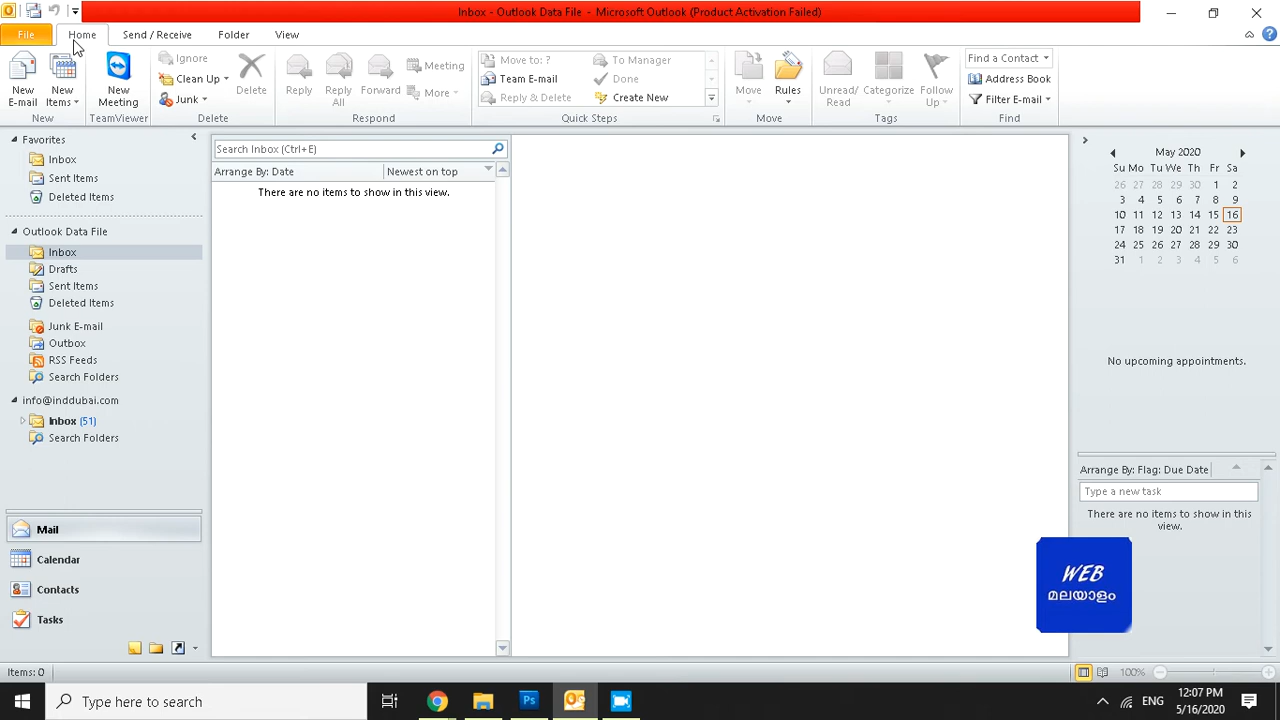 Inbox - Outlook Data File - Microsoft Outlook (Product Activation Failed)
File Home Send / Receive Folder View
New E-mail
New Items
New Meeting
Ignore
Clean Up
Junk
Delete
Reply
Reply All
Forward
Meeting
More
Move to: ?
Team E-mail
Reply & Delete
To Manager
Done
Create New
Move
Rules
Unread/ Read
Categorize
Follow Up
Find a Contact
Address Book
Filter E-mail
New TeamViewer Delete Respond Quick Steps Move Tags Find
Favorites
Inbox
Sent Items
Deleted Items
Outlook Data File
Inbox
Drafts
Sent Items
Deleted Items
Junk E-mail
Outbox
RSS Feeds
Search Folders
info@inddubai.com
Inbox (51)
Search Folders
Mail
Calendar
Contacts
Tasks
Search Inbox (Ctrl+E)
Arrange By: Date Newest on top
There are no items to show in this view.
May 2020
Su Mo Tu We Th Fr Sa
26 27 28 29 30 1 2
3 4 5 6 7 8 9
10 11 12 13 14 15 16
17 18 19 20 21 22 23
24 25 26 27 28 29 30
31 1 2 3 4 5 6
No upcoming appointments.
Arrange By: Flag: Due Date
Type a new task
There are no items to show in this
view.
WEB
മലയാളം
Items: 0
100%
Type here to search
Ps
ENG
12:07 PM
5/16/2020